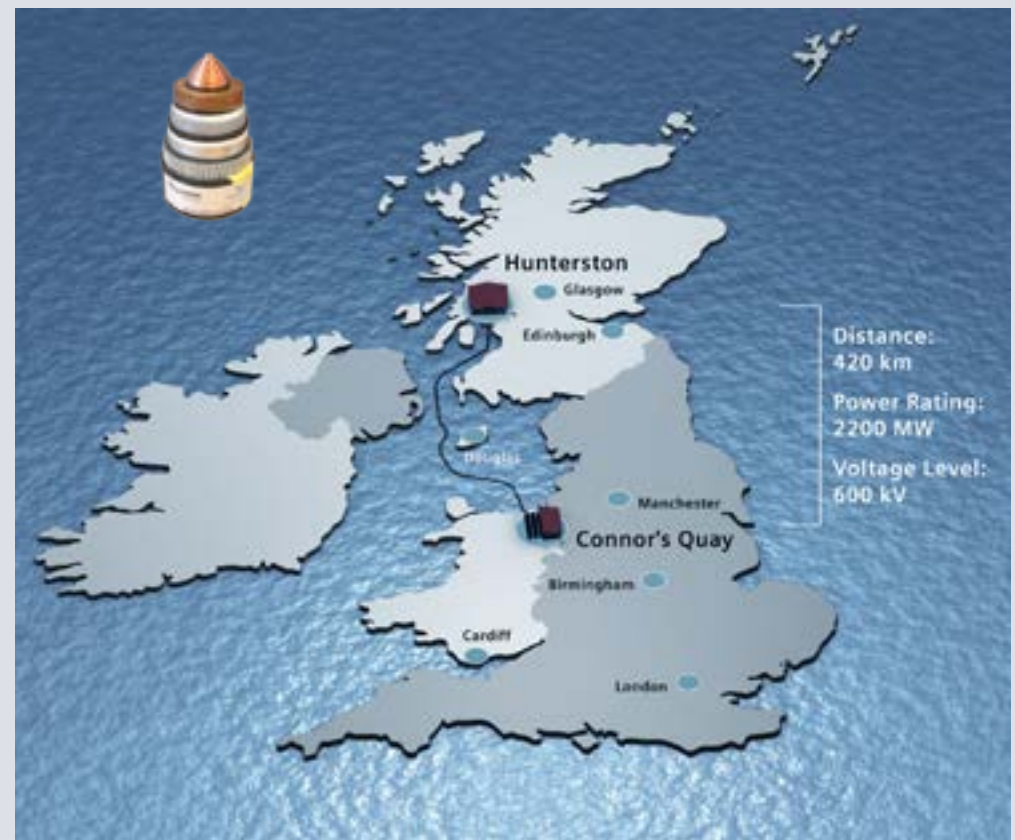 Hunterston
Glasgow
Edinburgh
Distance:
420 km
Power Rating:
2200 MW
Voltage Level:
600 kV
Douglas
Manchester
Connor's Quay
Birmingham
Cardiff
London